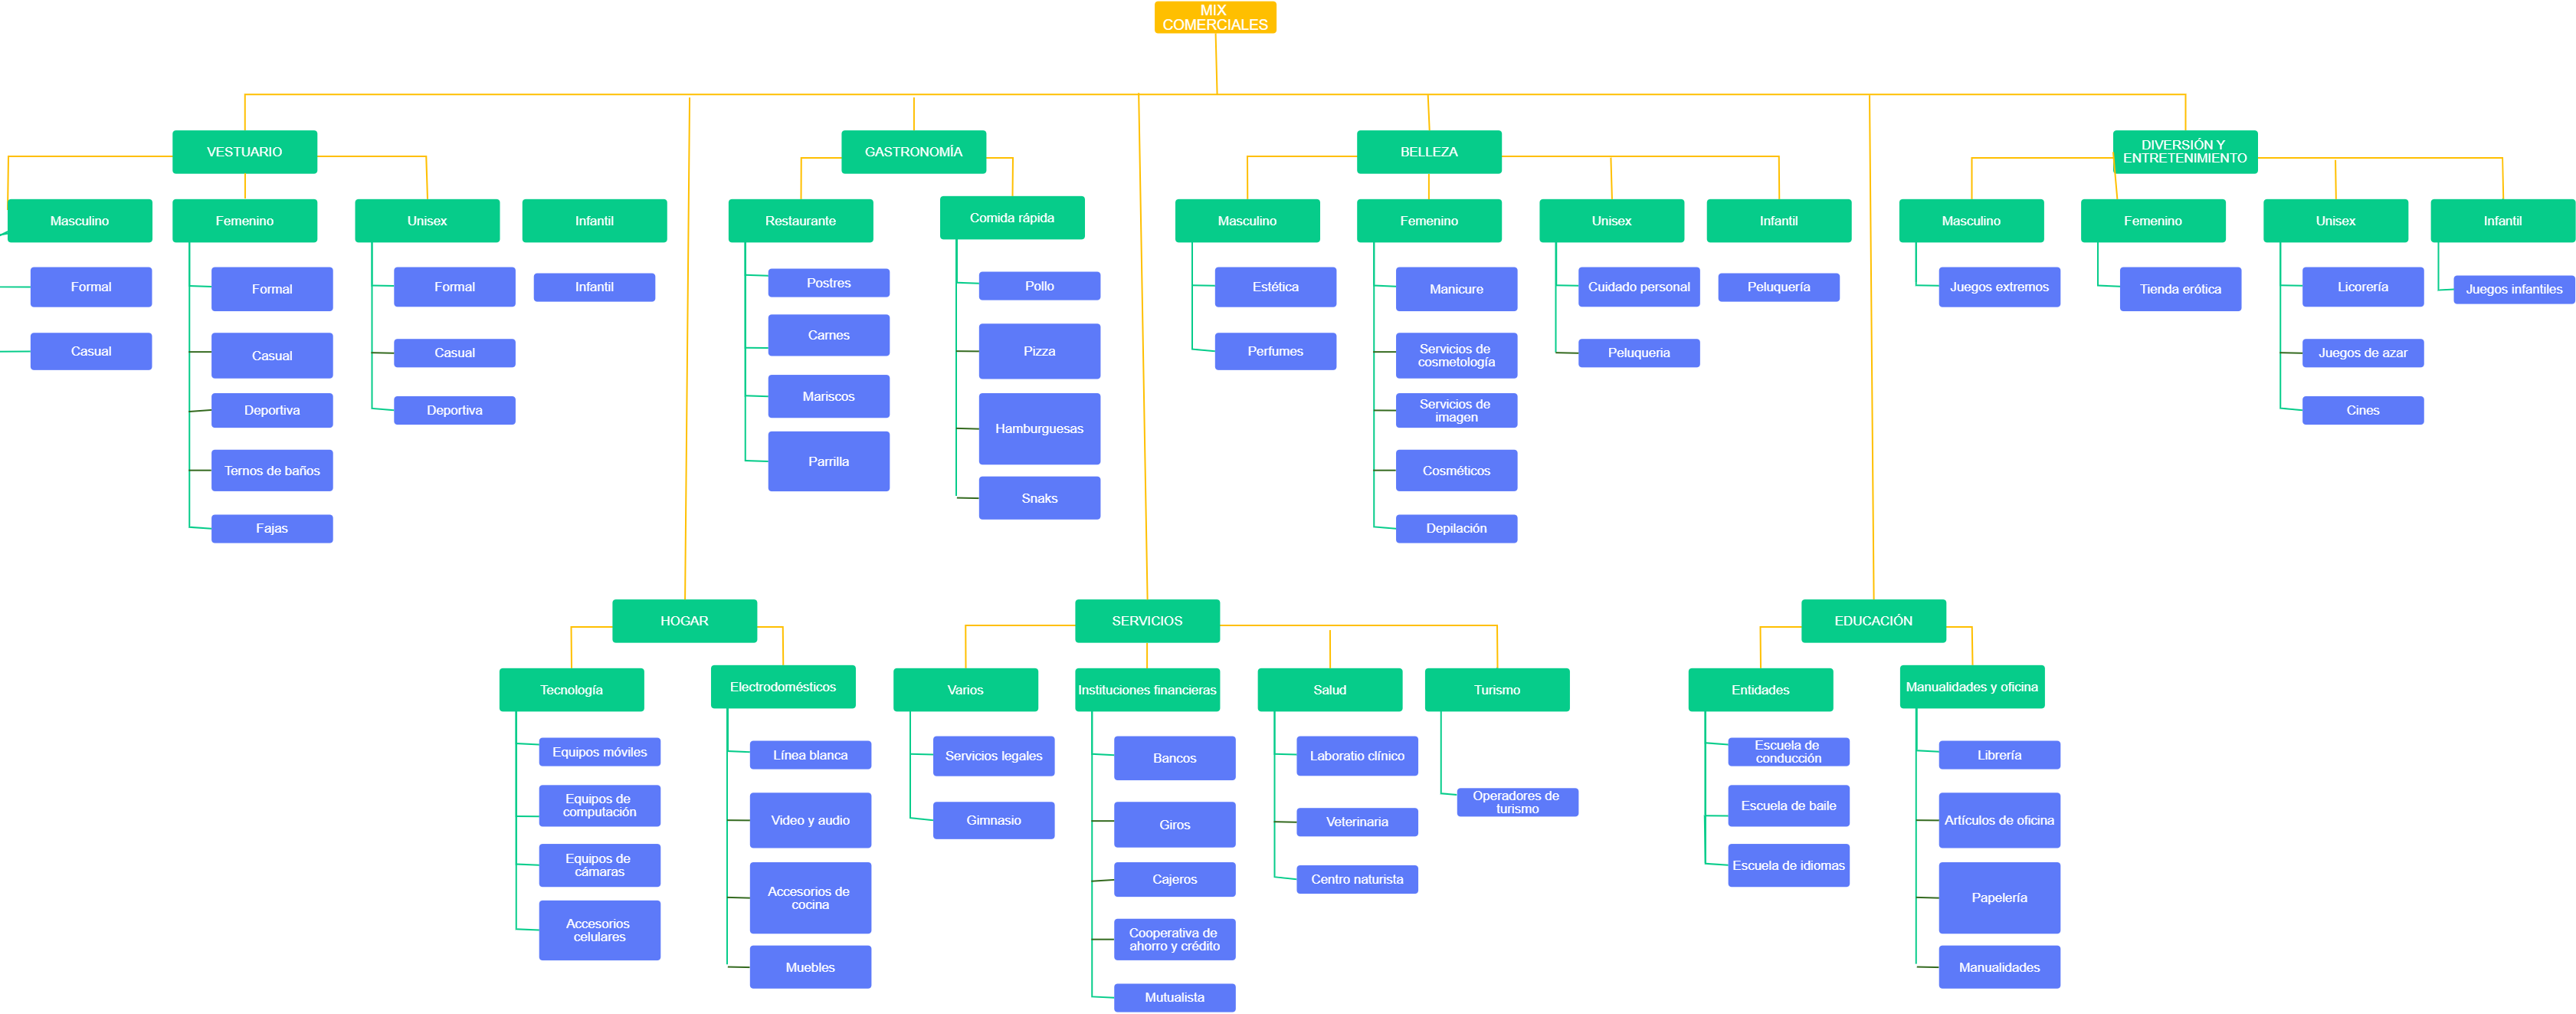 MIX
COMERCIALES
VESTUARIO
Masculino
Formal
Casual
Femenino
Formal
Casual
Deportiva
Ternos de baños
Fajas
Unisex
Formal
Casual
Deportiva
Infantil
Infantil
GASTRONOMÍA
Restaurante
Postres
Carnes
Mariscos
Parrilla
Comida rápida
Pollo
Pizza
Hamburguesas
Snaks
BELLEZA
Masculino
Estética
Perfumes
Femenino
Manicure
Servicios de
cosmetología
Servicios de
imagen
Cosméticos
Depilación
Unisex
Cuidado personal
Peluqueria
Infantil
Peluquería
DIVERSIÓN Y
ENTRETENIMIENTO
Masculino
Juegos extremos
Femenino
Tienda erótica
Unisex
Licorería
Juegos de azar
Cines
Infantil
Juegos infantiles
HOGAR
Tecnología
Equipos móviles
Equipos de
computación
Equipos de
cámaras
Accesorios
celulares
Electrodomésticos
Línea blanca
Video y audio
Accesorios de
cocina
Muebles
SERVICIOS
Varios
Servicios legales
Gimnasio
Instituciones financieras
Bancos
Giros
Cajeros
Cooperativa de
ahorro y crédito
Mutualista
Salud
Laboratio clínico
Veterinaria
Centro naturista
Turismo
Operadores de
turismo
EDUCACIÓN
Entidades
Escuela de
conducción
Escuela de baile
Escuela de idiomas
Manualidades y oficina
Librería
Artículos de oficina
Papelería
Manualidades